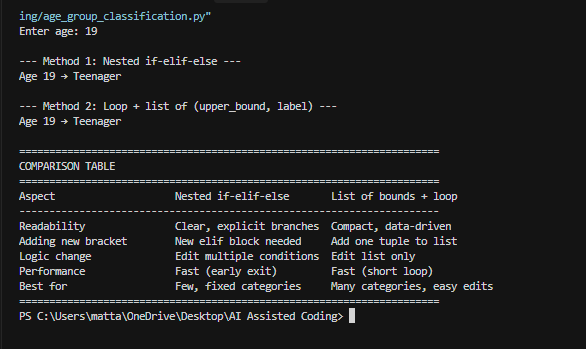 ing/age_group_classification.py"
Enter age: 19
--- Method 1: Nested if-elif-else ---
Age 19 → Teenager
--- Method 2: Loop + list of (upper_bound, label) ---
Age 19 → Teenager
======================================================================
COMPARISON TABLE
======================================================================
Aspect                    Nested if-elif-else       List of bounds + loop
----------------------------------------------------------------------
Readability               Clear, explicit branches  Compact, data-driven
Adding new bracket        New elif block needed     Add one tuple to list
Logic change              Edit multiple conditions  Edit list only
Performance               Fast (early exit)         Fast (short loop)
Best for                  Few, fixed categories     Many categories, easy edits
======================================================================
PS C:\Users\matta\OneDrive\Desktop\AI Assisted Coding>